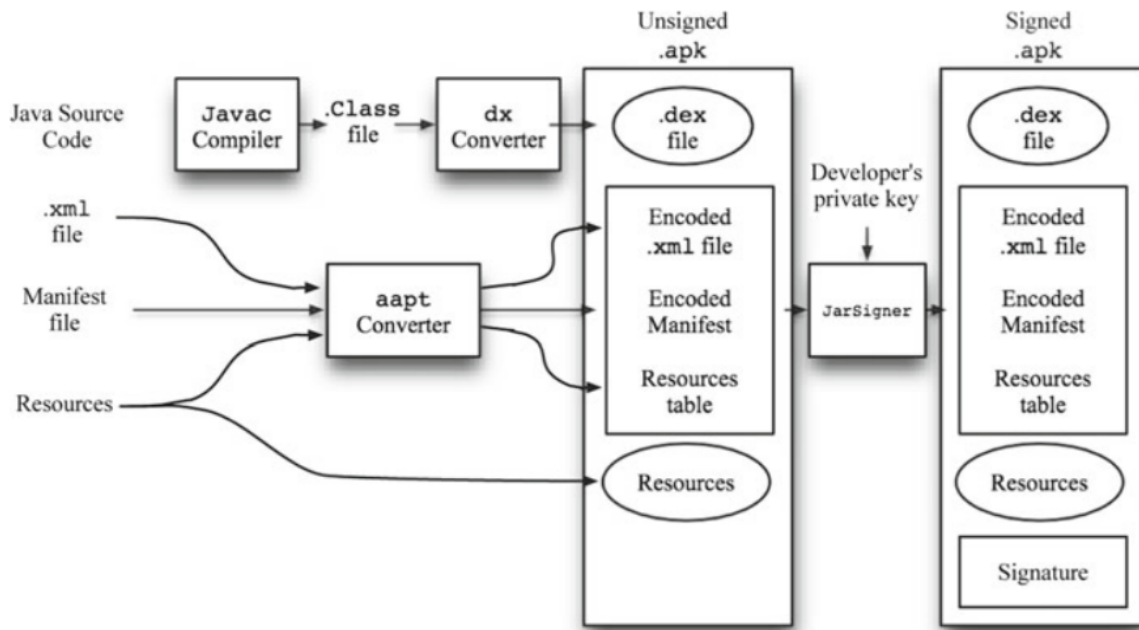 Unsigned
.apk
Signed
.apk
Java Source
Code
Javac
Compiler
.Class
file
dx
Converter
.dex
file
.dex
file
Developer's
private key
.xml
file
Manifest
file
Resources
aapt
Converter
Encoded
.xml file
Encoded
Manifest
Resources
table
Resources
JarSigner
Encoded
.xml file
Encoded
Manifest
Resources
table
Resources
Signature